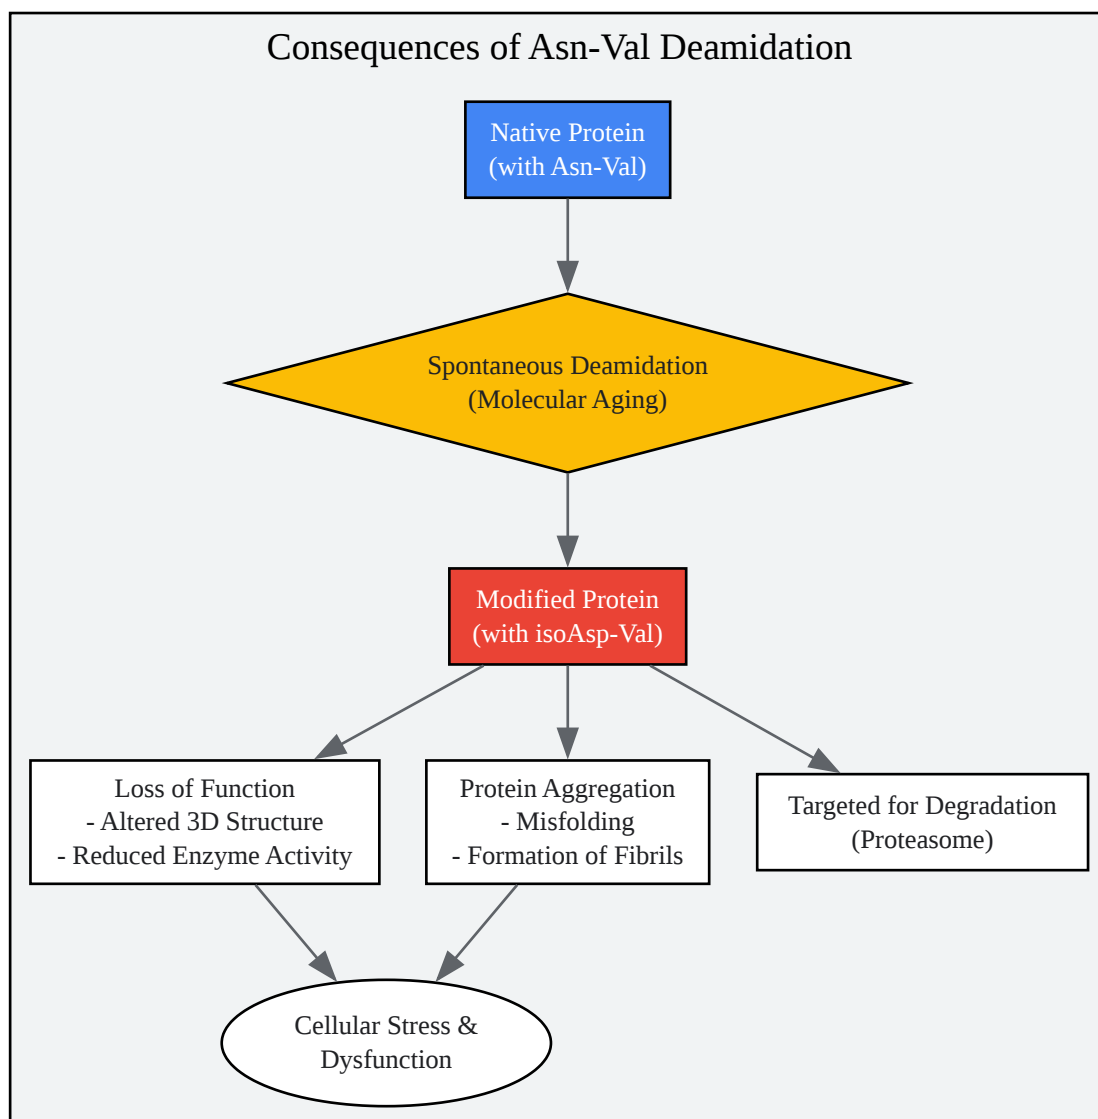 Consequences of Asn-Val Deamidation
Native Protein
(with Asn-Val)
Spontaneous Deamidation
(Molecular Aging)
Modified Protein
(with isoAsp-Val)
Loss of Function
- Altered 3D Structure
- Reduced Enzyme Activity
Protein Aggregation
- Misfolding
- Formation of Fibrils
Targeted for Degradation
(Proteasome)
Cellular Stress &
Dysfunction